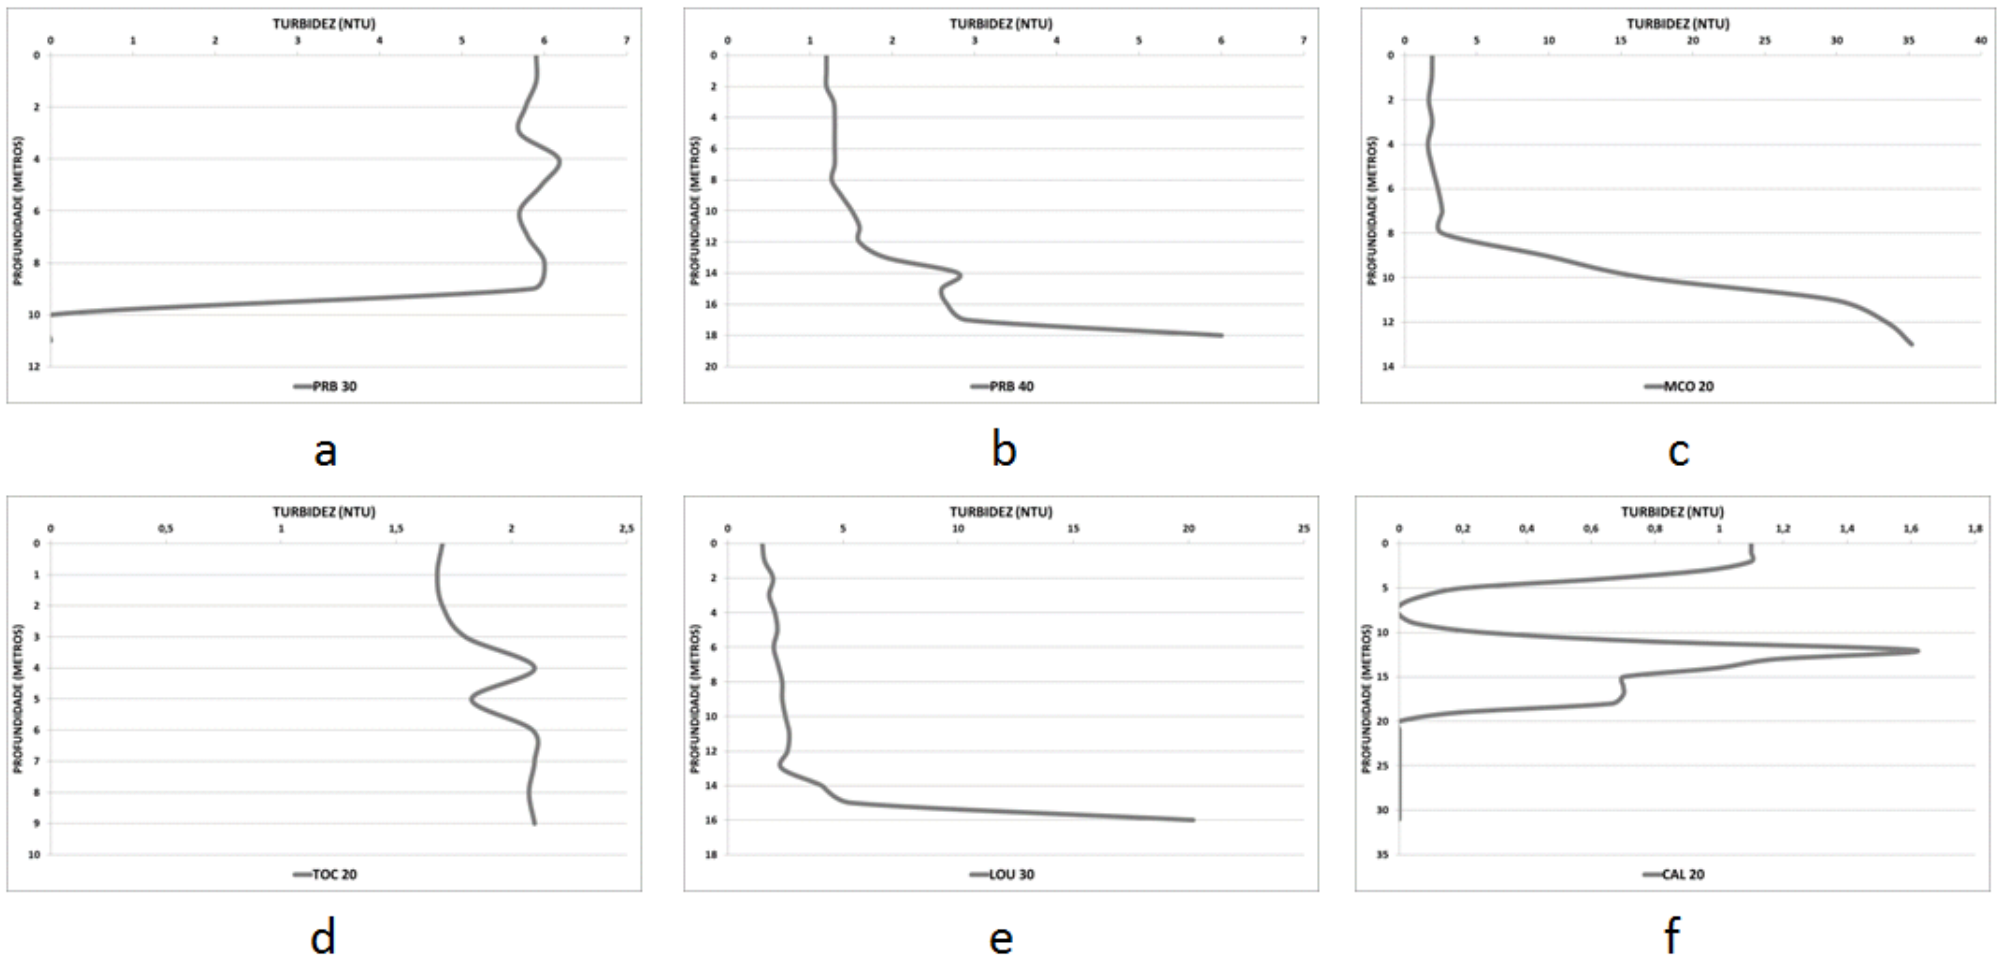 TURBIDEZ (NTU)
0 1 2 3 4 5 6 7
PROFUNDIDADE (METROS)
0
2
4
6
8
10
12
PRB 30
a
TURBIDEZ (NTU)
0 1 2 3 4 5 6 7
PROFUNDIDADE (METROS)
0
2
4
6
8
10
12
14
16
18
20
PRB 40
b
TURBIDEZ (NTU)
0 5 10 15 20 25 30 35 40
PROFUNDIDADE (METROS)
0
2
4
6
8
10
12
14
MCO 20
c
TURBIDEZ (NTU)
0 0,5 1 1,5 2 2,5
PROFUNDIDADE (METROS)
0
1
2
3
4
5
6
7
8
9
10
TOC 20
d
TURBIDEZ (NTU)
0 5 10 15 20 25
PROFUNDIDADE (METROS)
0
2
4
6
8
10
12
14
16
18
LOU 30
e
TURBIDEZ (NTU)
0 0,2 0,4 0,6 0,8 1 1,2 1,4 1,6 1,8
PROFUNDIDADE (METROS)
0
5
10
15
20
25
30
35
CAL 20
f